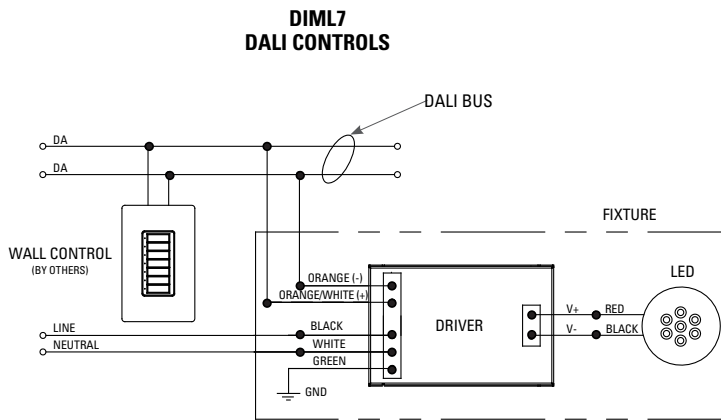 DIML7
DALI CONTROLS
DALI BUS
DA
DA
FIXTURE
WALL CONTROL
(BY OTHERS)
LED
ORANGE (-)
ORANGE/WHITE (+)
V+ RED
LINE
BLACK
DRIVER
V- BLACK
NEUTRAL
WHITE
GREEN
GND